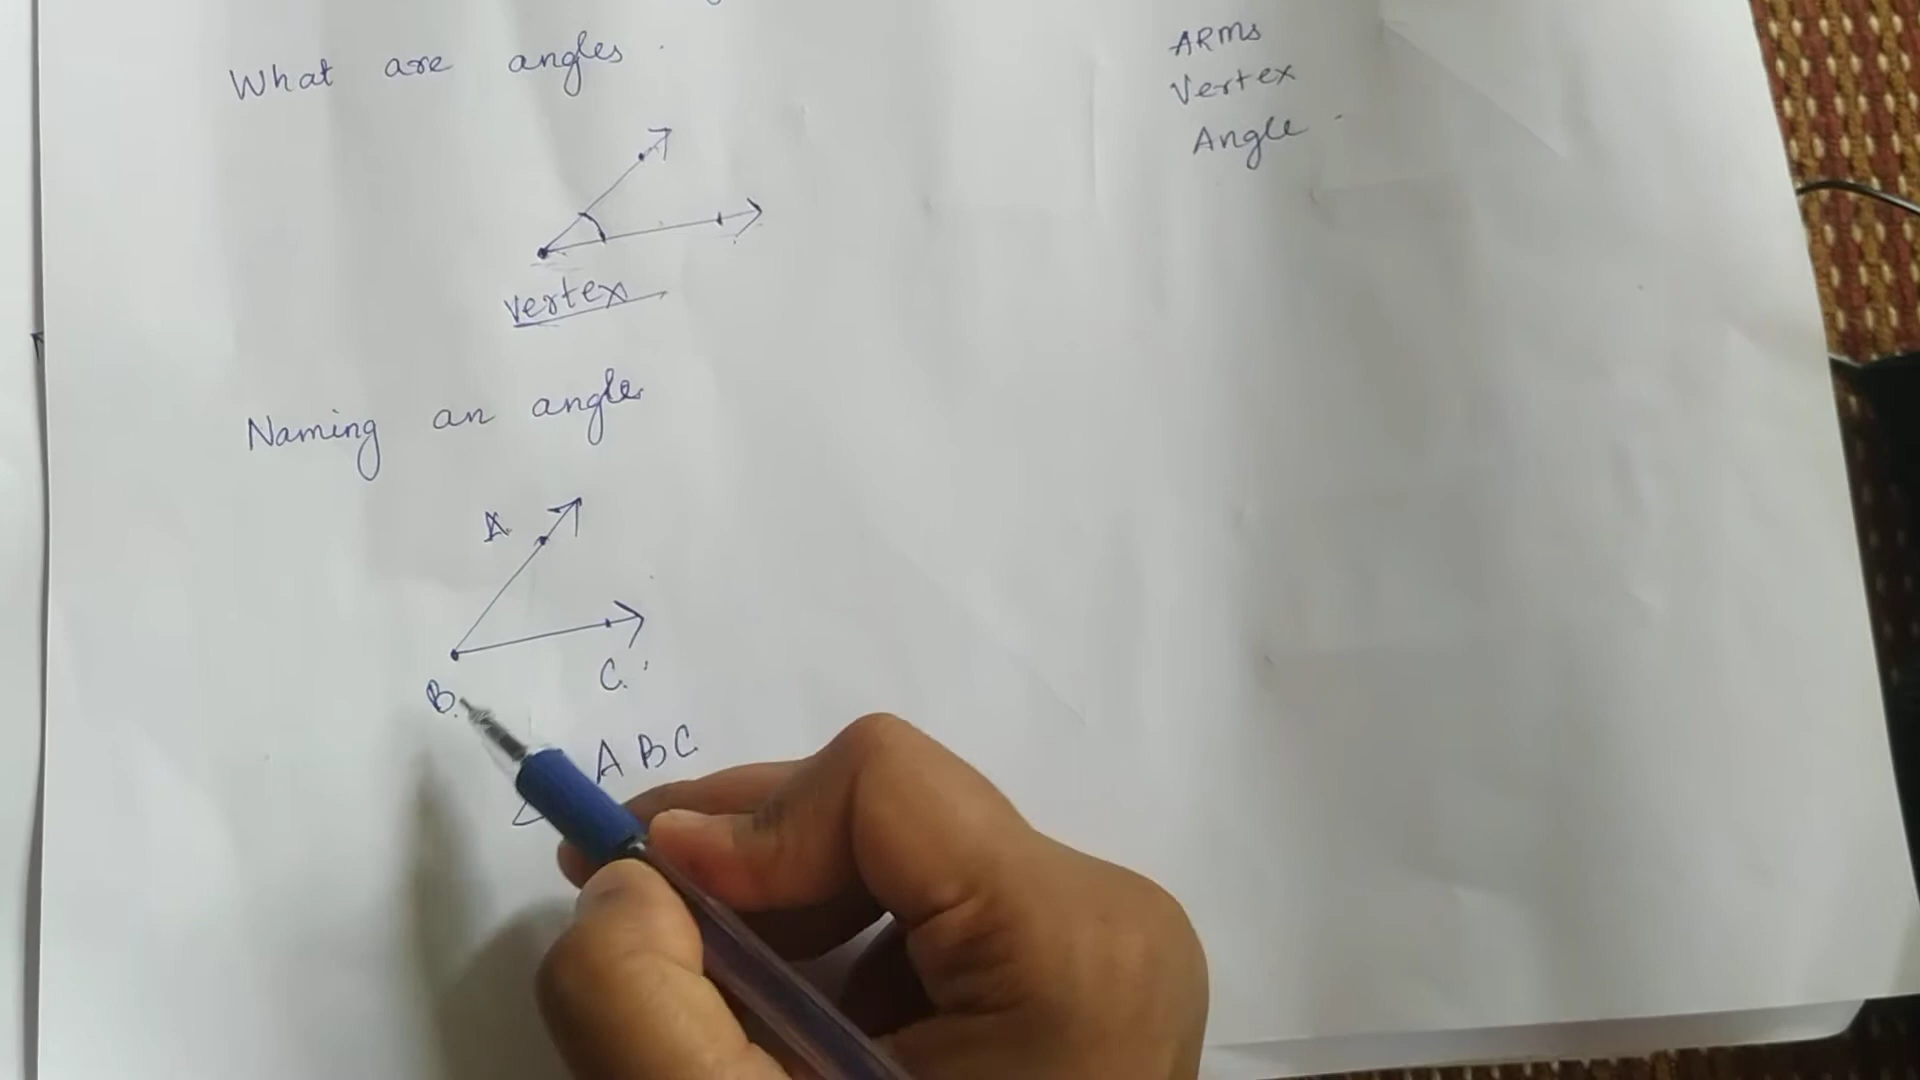 What are angles.
ARMs
Vertex
Angle.
vertex
Naming an angle
A.
B.
C.
∠ ABC